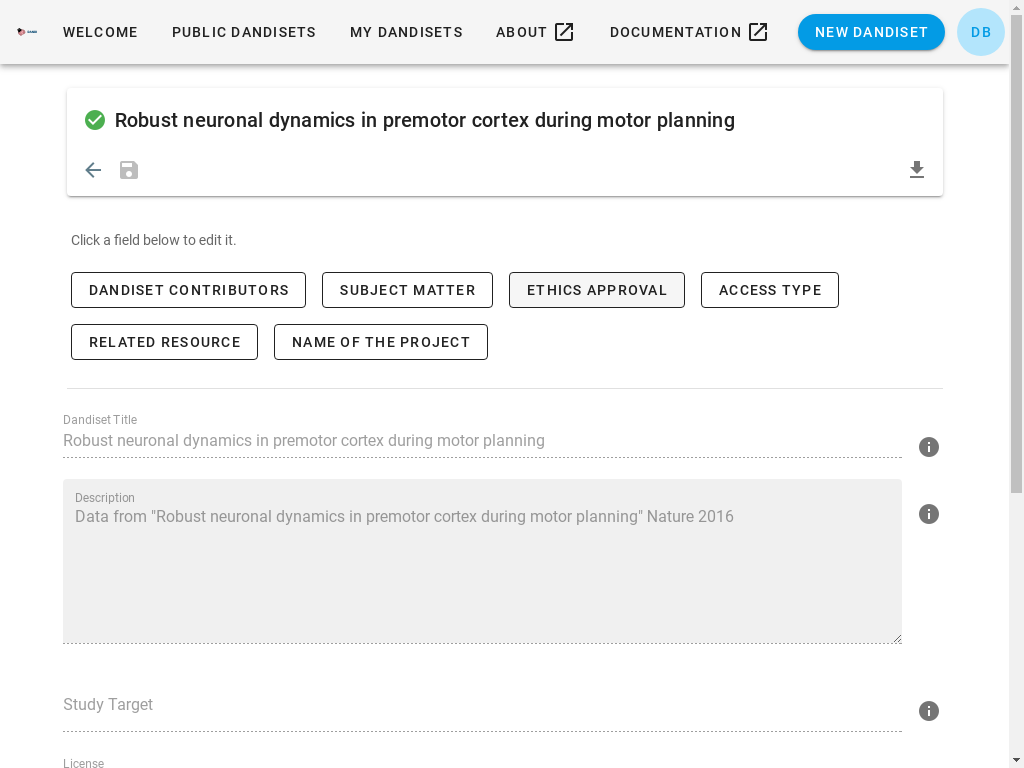 WELCOME PUBLIC DANDISETS MY DANDISETS ABOUT DOCUMENTATION NEW DANDISET DB
Robust neuronal dynamics in premotor cortex during motor planning
Click a field below to edit it.
DANDISET CONTRIBUTORS SUBJECT MATTER ETHICS APPROVAL ACCESS TYPE
RELATED RESOURCE NAME OF THE PROJECT
Dandiset Title
Robust neuronal dynamics in premotor cortex during motor planning
Description
Data from "Robust neuronal dynamics in premotor cortex during motor planning" Nature 2016
Study Target
License